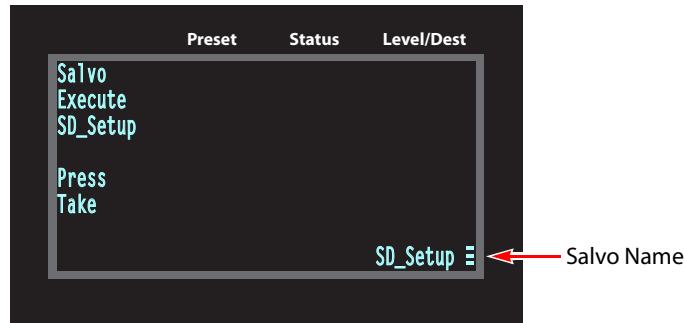 Preset Status Level/Dest
Salvo
Execute
SD_Setup
Press
Take
SD_Setup
Salvo Name